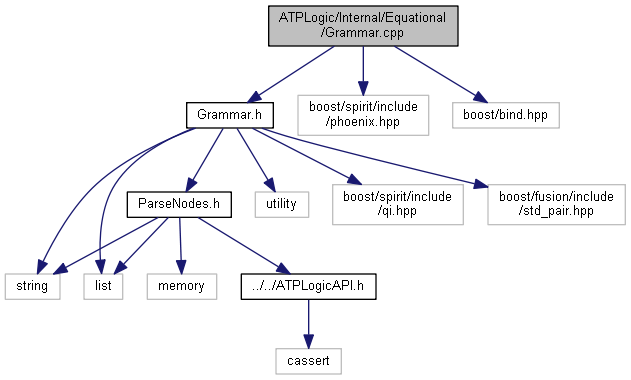 ATPLogic/Internal/Equational
/Grammar.cpp
Grammar.h
boost/spirit/include
/phoenix.hpp
boost/bind.hpp
ParseNodes.h
utility
boost/spirit/include
/qi.hpp
boost/fusion/include
/std_pair.hpp
string
list
memory
../../ATPLogicAPI.h
cassert